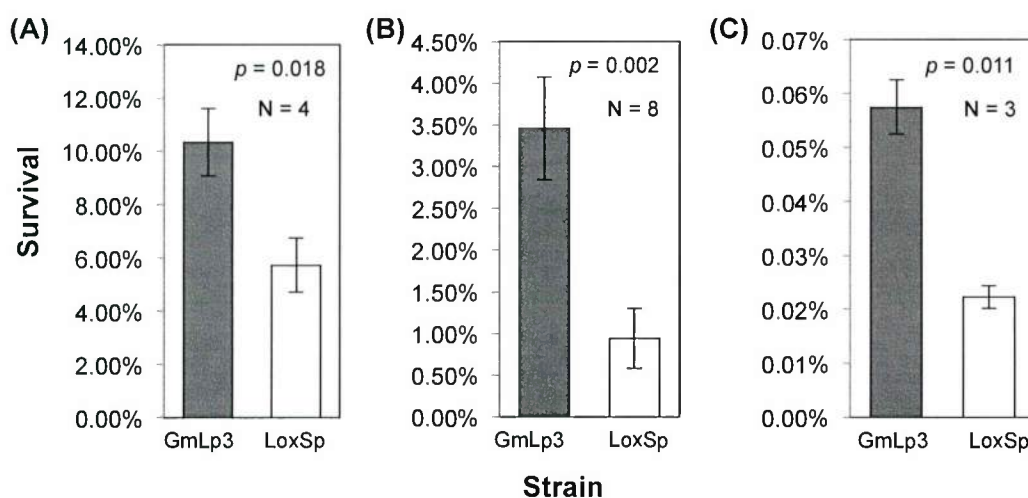 (A)
14.00%
12.00%
10.00%
8.00%
6.00%
4.00%
2.00%
0.00%
p = 0.018
N = 4
GmLp3 LoxSp
(B)
4.50%
4.00%
3.50%
3.00%
2.50%
2.00%
1.50%
1.00%
0.50%
0.00%
p = 0.002
N = 8
GmLp3 LoxSp
(C)
0.07%
0.06%
0.05%
0.04%
0.03%
0.02%
0.01%
0.00%
p = 0.011
N = 3
GmLp3 LoxSp
Survival
Strain